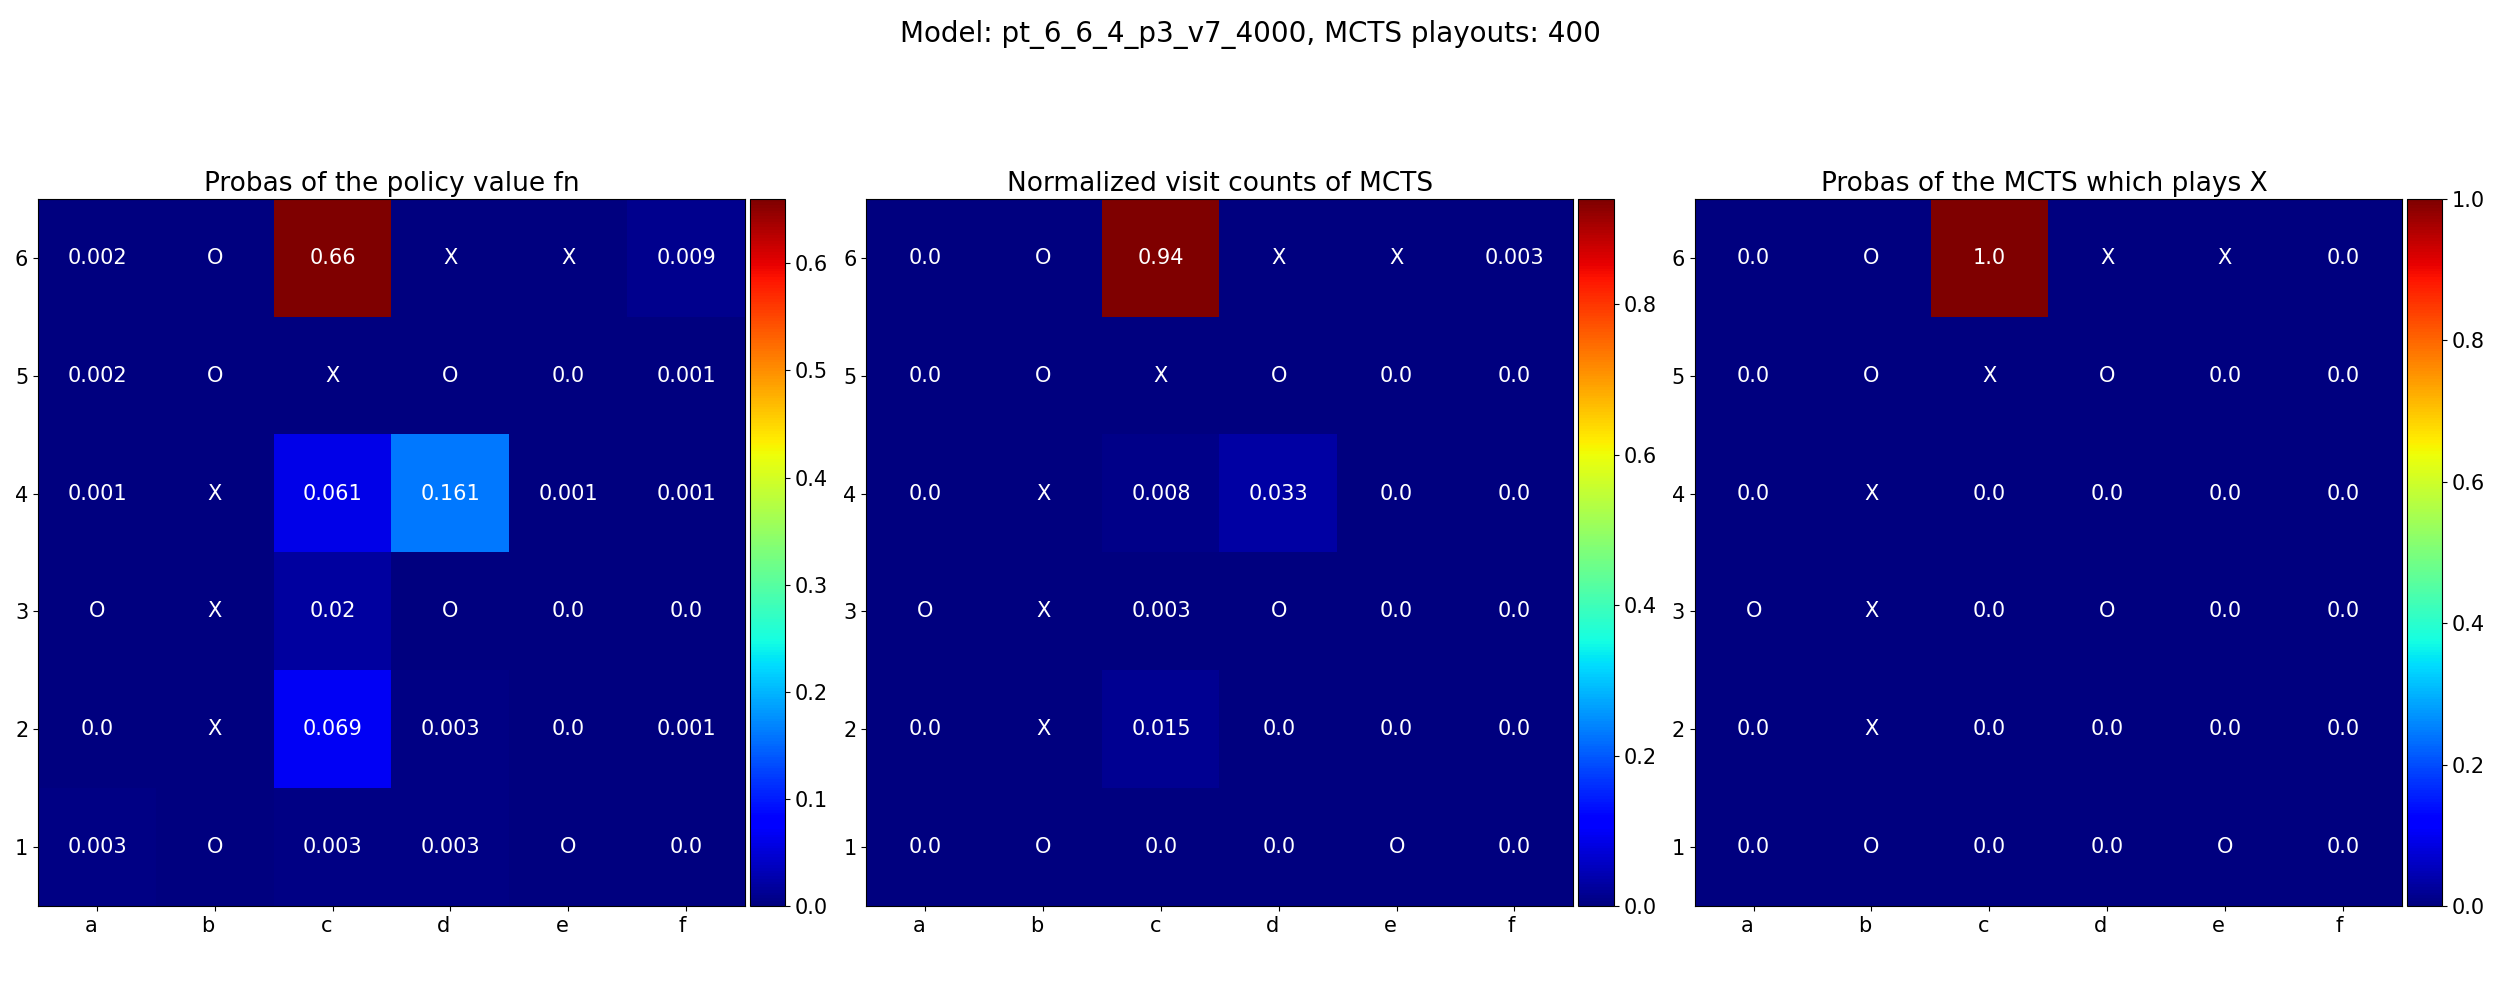 Model: pt_6_6_4_p3_v7_4000, MCTS playouts: 400
Probas of the policy value fn
6 0.002 O 0.66 X X 0.009
5 0.002 O X O 0.0 0.001
4 0.001 X 0.061 0.161 0.001 0.001
3 O X 0.02 O 0.0 0.0
2 0.0 X 0.069 0.003 0.0 0.001
1 0.003 O 0.003 0.003 O 0.0
a b c d e f
0.6
0.5
0.4
0.3
0.2
0.1
0.0
Normalized visit counts of MCTS
6 0.0 O 0.94 X X 0.003
5 0.0 O X O 0.0 0.0
4 0.0 X 0.008 0.033 0.0 0.0
3 O X 0.003 O 0.0 0.0
2 0.0 X 0.015 0.0 0.0 0.0
1 0.0 O 0.0 0.0 O 0.0
a b c d e f
0.8
0.6
0.4
0.2
0.0
Probas of the MCTS which plays X
6 0.0 O 1.0 X X 0.0
5 0.0 O X O 0.0 0.0
4 0.0 X 0.0 0.0 0.0 0.0
3 O X 0.0 O 0.0 0.0
2 0.0 X 0.0 0.0 0.0 0.0
1 0.0 O 0.0 0.0 O 0.0
a b c d e f
1.0
0.8
0.6
0.4
0.2
0.0